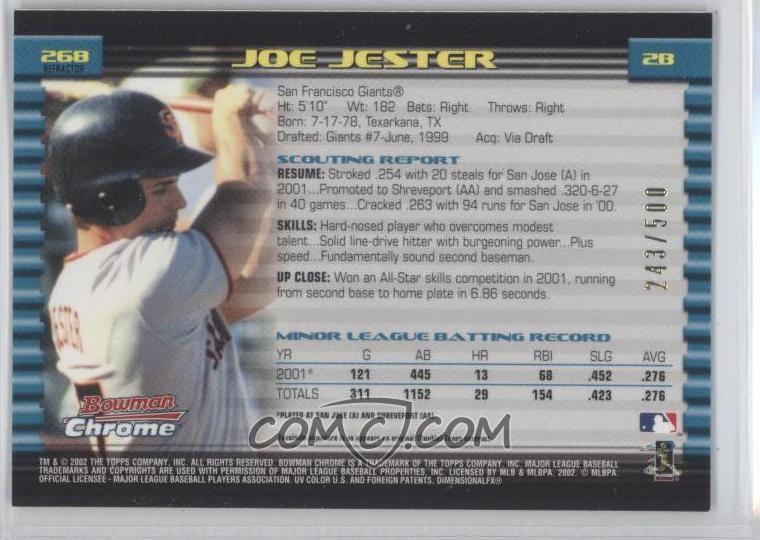 268
REFRACTOR
JOE JESTER
2B
San Francisco Giants®
Ht: 5'10" Wt: 182 Bats: Right Throws: Right
Born: 7-17-78, Texarkana, TX
Drafted: Giants #7-June, 1999 Acq: Via Draft
SCOUTING REPORT
RESUME: Stroked .254 with 20 steals for San Jose (A) in
2001...Promoted to Shreveport (AA) and smashed .320-6-27
in 40 games...Cracked .263 with 94 runs for San Jose in '00.
SKILLS: Hard-nosed player who overcomes modest
talent...Solid line-drive hitter with burgeoning power...Plus
speed...Fundamentally sound second baseman.
UP CLOSE: Won an All-Star skills competition in 2001, running
from second base to home plate in 6.86 seconds.
243/500
MINOR LEAGUE BATTING RECORD
YR G AB HR RBI SLG AVG
2001* 121 445 13 68 .452 .276
TOTALS 311 1152 29 154 .423 .276
*PLAYER AT SAN JOSE (A) AND SHREVEPORT (AA)
ESTER
SAN
Bowman
Chrome
COMC.COM
TM & © 2002 THE TOPPS COMPANY, INC. ALL RIGHTS RESERVED. BOWMAN CHROME IS A TRADEMARK OF THE TOPPS COMPANY, INC. MAJOR LEAGUE BASEBALL
TRADEMARKS AND COPYRIGHTS ARE USED WITH PERMISSION OF MAJOR LEAGUE BASEBALL PROPERTIES, INC. LICENSED BY MLB & MLBPA, 2002. © MLBPA.
OFFICIAL LICENSEE - MAJOR LEAGUE BASEBALL PLAYERS ASSOCIATION. UV COLOR U.S. AND FOREIGN PATENTS. DIMENSIONALFX®